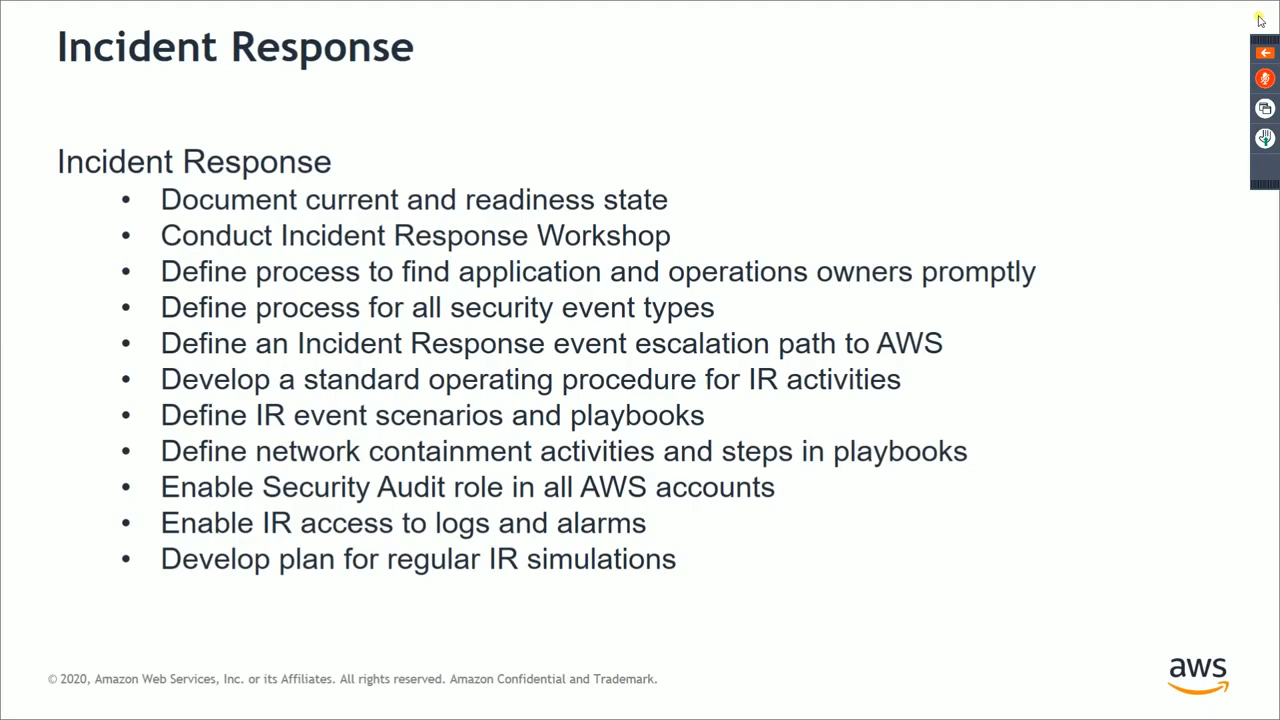 Incident Response
Incident Response
• Document current and readiness state
• Conduct Incident Response Workshop
• Define process to find application and operations owners promptly
• Define process for all security event types
• Define an Incident Response event escalation path to AWS
• Develop a standard operating procedure for IR activities
• Define IR event scenarios and playbooks
• Define network containment activities and steps in playbooks
• Enable Security Audit role in all AWS accounts
• Enable IR access to logs and alarms
• Develop plan for regular IR simulations
© 2020, Amazon Web Services, Inc. or its Affiliates. All rights reserved. Amazon Confidential and Trademark.
aws